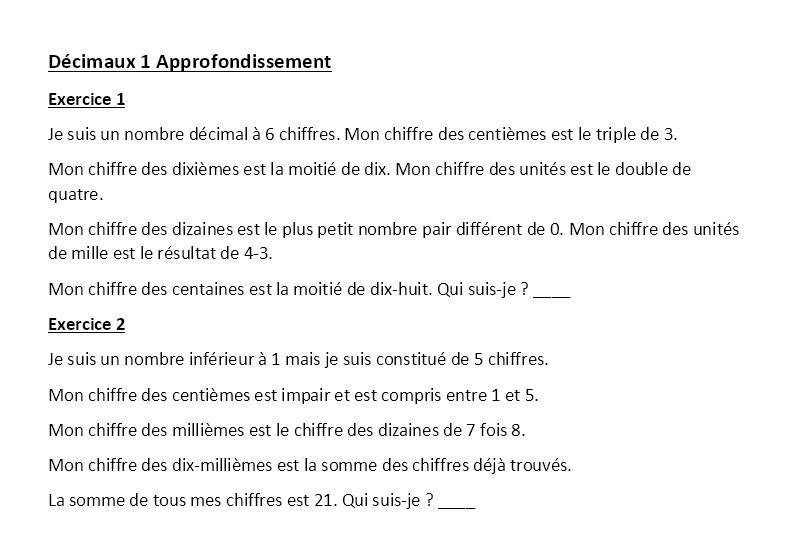 Décimaux 1 Approfondissement
Exercice 1
Je suis un nombre décimal à 6 chiffres. Mon chiffre des centièmes est le triple de 3.
Mon chiffre des dixièmes est la moitié de dix. Mon chiffre des unités est le double de
quatre.
Mon chiffre des dizaines est le plus petit nombre pair différent de 0. Mon chiffre des unités
de mille est le résultat de 4-3.
Mon chiffre des centaines est la moitié de dix-huit. Qui suis-je ? ____
Exercice 2
Je suis un nombre inférieur à 1 mais je suis constitué de 5 chiffres.
Mon chiffre des centièmes est impair et est compris entre 1 et 5.
Mon chiffre des millièmes est le chiffre des dizaines de 7 fois 8.
Mon chiffre des dix-millièmes est la somme des chiffres déjà trouvés.
La somme de tous mes chiffres est 21. Qui suis-je ? ____